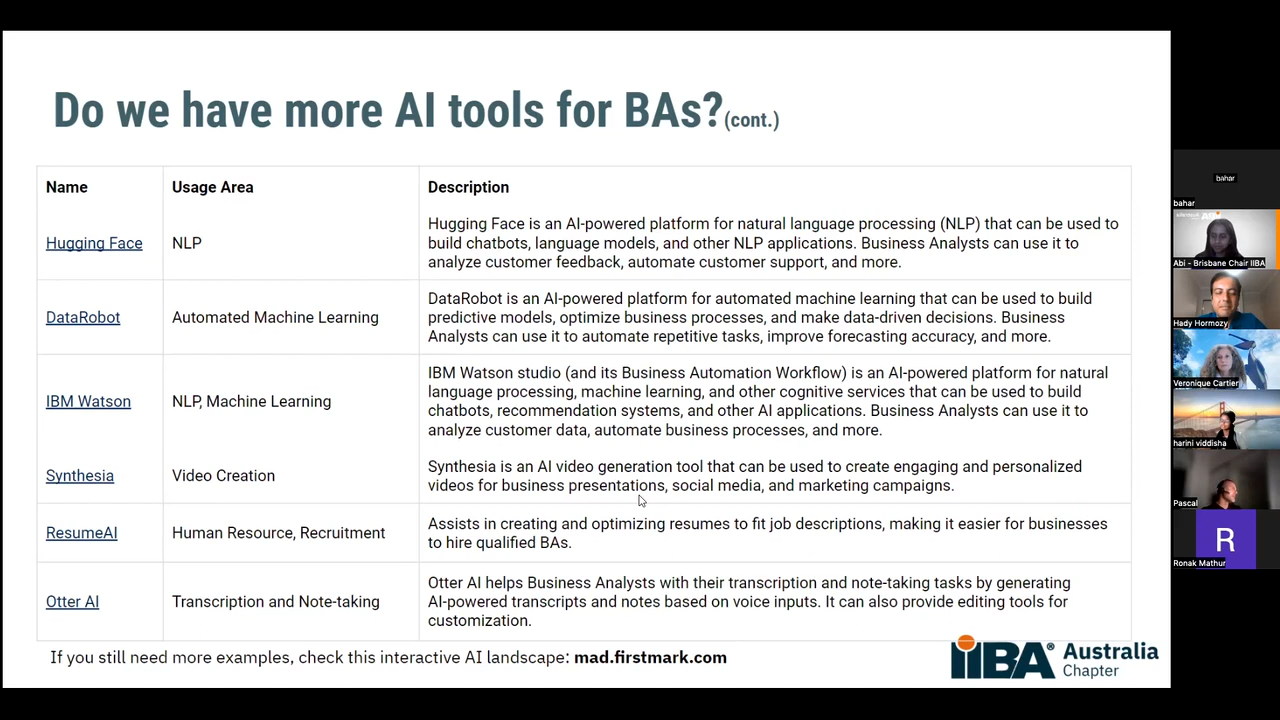 Do we have more AI tools for BAs?(cont.)
Name Usage Area Description
Hugging Face NLP
Hugging Face is an AI-powered platform for natural language processing (NLP) that can be used to
build chatbots, language models, and other NLP applications. Business Analysts can use it to
analyze customer feedback, automate customer support, and more.
DataRobot Automated Machine Learning
DataRobot is an AI-powered platform for automated machine learning that can be used to build
predictive models, optimize business processes, and make data-driven decisions. Business
Analysts can use it to automate repetitive tasks, improve forecasting accuracy, and more.
IBM Watson NLP, Machine Learning
IBM Watson studio (and its Business Automation Workflow) is an AI-powered platform for natural
language processing, machine learning, and other cognitive services that can be used to build
chatbots, recommendation systems, and other AI applications. Business Analysts can use it to
analyze customer data, automate business processes, and more.
Synthesia Video Creation
Synthesia is an AI video generation tool that can be used to create engaging and personalized
videos for business presentations, social media, and marketing campaigns.
ResumeAI Human Resource, Recruitment
Assists in creating and optimizing resumes to fit job descriptions, making it easier for businesses
to hire qualified BAs.
Otter AI Transcription and Note-taking
Otter AI helps Business Analysts with their transcription and note-taking tasks by generating
AI-powered transcripts and notes based on voice inputs. It can also provide editing tools for
customization.
If you still need more examples, check this interactive AI landscape: mad.firstmark.com
IIBA® Australia
Chapter
bahar
bahar
Abi - Brisbane Chair IIBA
Hady Hormozy
Veronique Cartier
harini viddisha
Pascal
R
Ronak Mathur